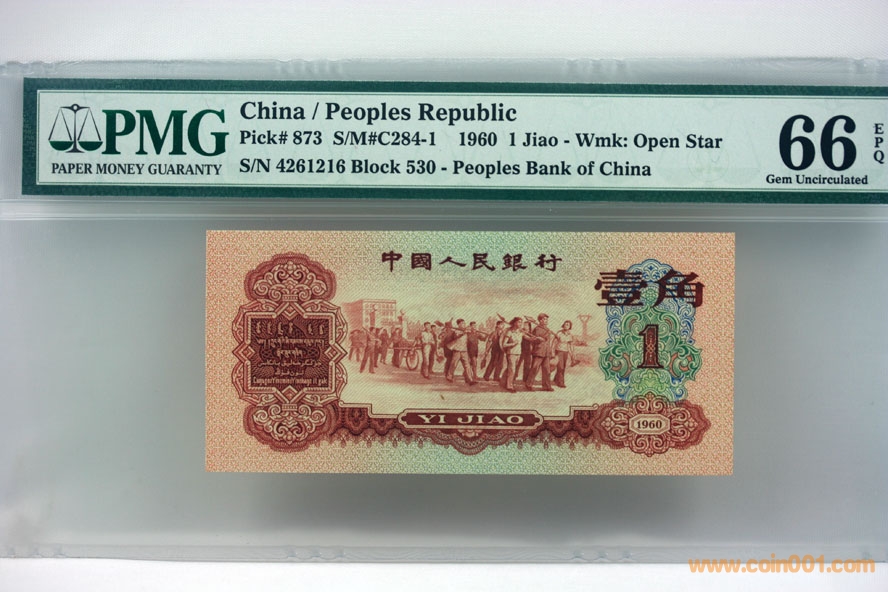 PMG
PAPER MONEY GUARANTY
China / Peoples Republic
Pick# 873 S/M#C284-1 1960 1 Jiao - Wmk: Open Star
S/N 4261216 Block 530 - Peoples Bank of China
66
Gem Uncirculated
EPQ
中國人民銀行
壹角
1
YI JIAO
1960
www.coin001.com